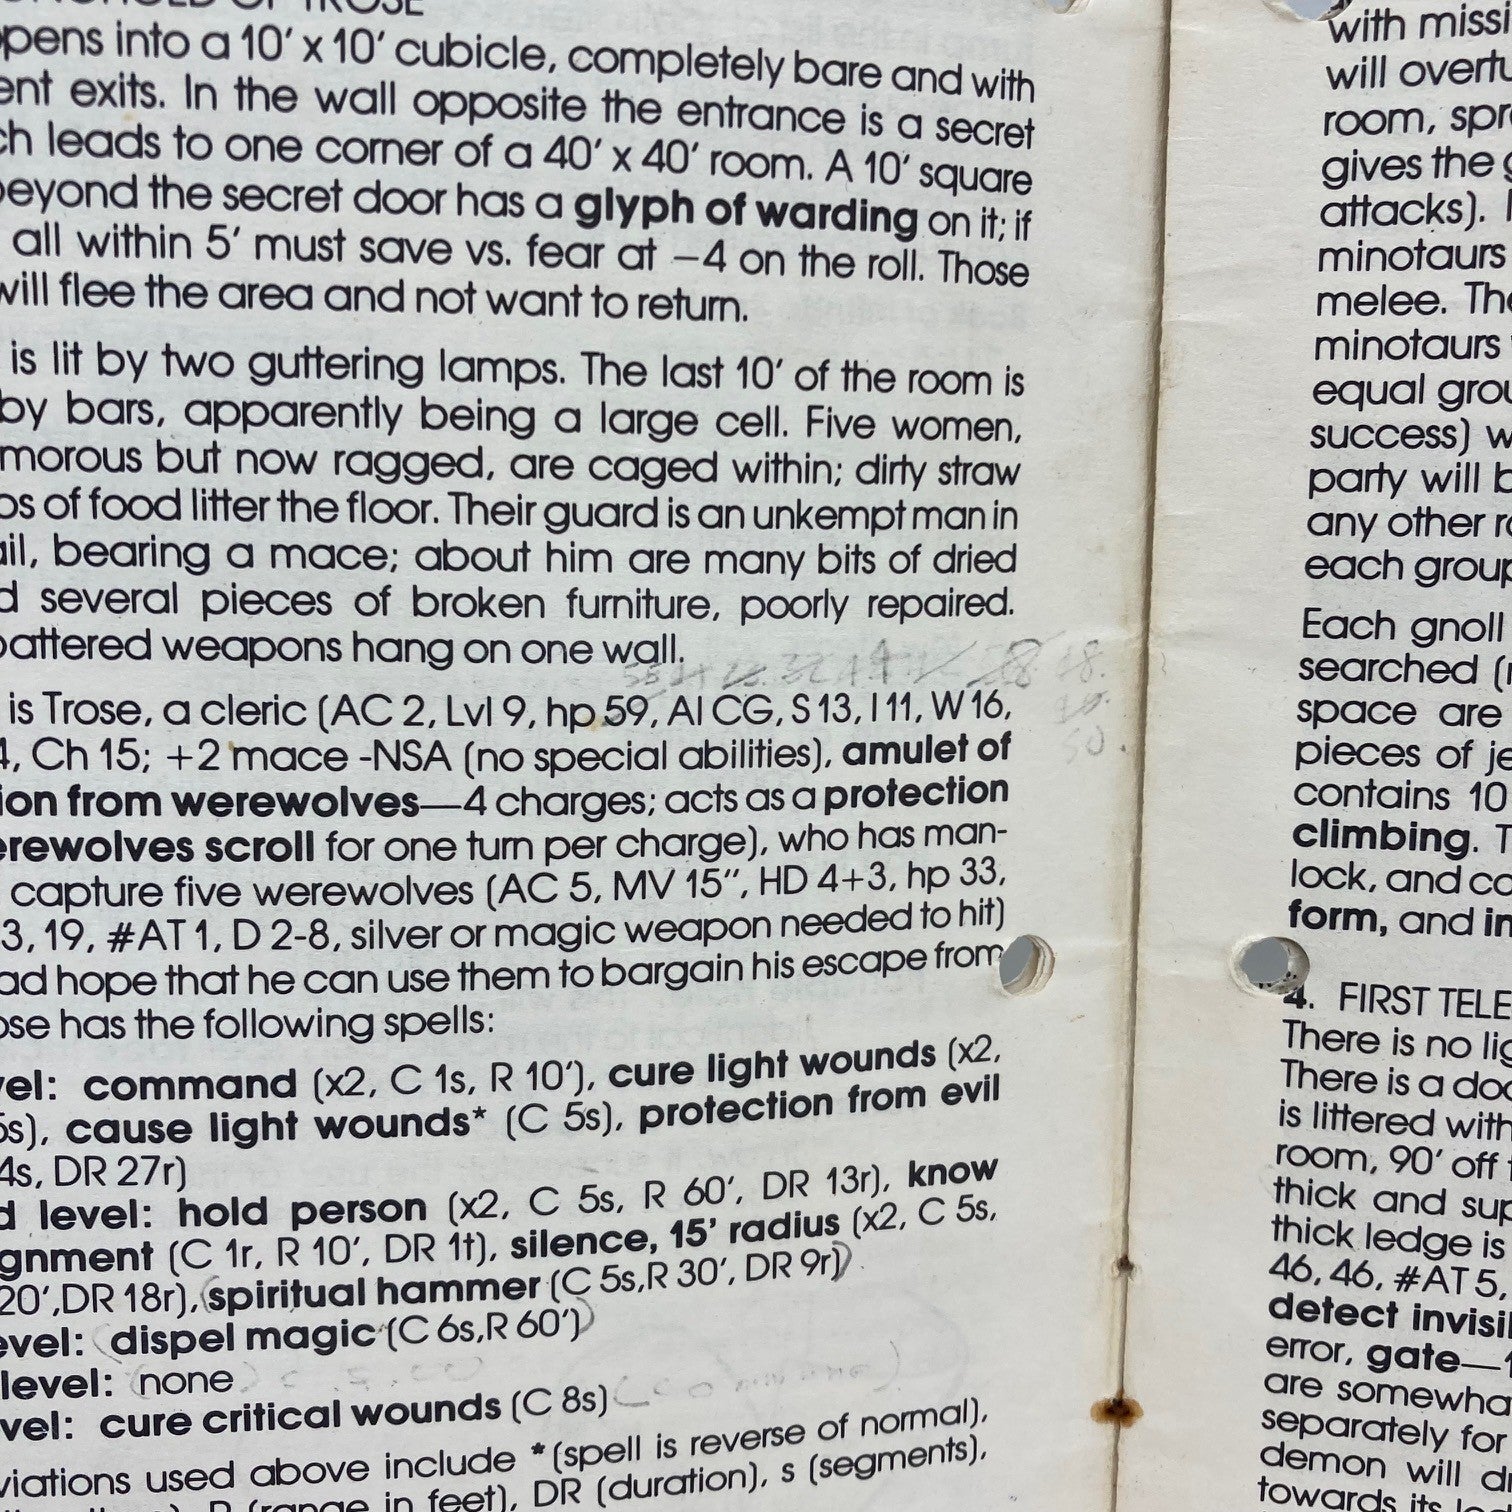 OF TROSE
pens into a 10' x 10' cubicle, completely bare and with
ent exits. In the wall opposite the entrance is a secret
ch leads to one corner of a 40' x 40' room. A 10' square
beyond the secret door has a glyph of warding on it; if
all within 5' must save vs. fear at −4 on the roll. Those
will flee the area and not want to return.
is lit by two guttering lamps. The last 10' of the room is
by bars, apparently being a large cell. Five women,
morous but now ragged, are caged within; dirty straw
ps of food litter the floor. Their guard is an unkempt man in
ail, bearing a mace; about him are many bits of dried
d several pieces of broken furniture, poorly repaired.
battered weapons hang on one wall.
is Trose, a cleric (AC 2, Lvl 9, hp 59, Al CG, S 13, I 11, W 16,
4, Ch 15; +2 mace -NSA (no special abilities), amulet of
ion from werewolves—4 charges; acts as a protection
erewolves scroll for one turn per charge), who has man-
capture five werewolves (AC 5, MV 15", HD 4+3, hp 33,
3, 19, #AT 1, D 2-8, silver or magic weapon needed to hit)
ad hope that he can use them to bargain his escape from
ose has the following spells:
vel: command (x2, C 1s, R 10'), cure light wounds (x2,
5s), cause light wounds* (C 5s), protection from evil
4s, DR 27r)
d level: hold person (x2, C 5s, R 60', DR 13r), know
gnment (C 1r, R 10', DR 1t), silence, 15' radius (x2, C 5s,
20',DR 18r), spiritual hammer (C 5s,R 30', DR 9r)
evel: dispel magic (C 6s,R 60')
level: none
vel: cure critical wounds (C 8s)
viations used above include * (spell is reverse of normal),
(range in feet), DR (duration), s (segments),
with missi
will overtu
room, spre
gives the g
attacks).
minotaurs
melee. The
minotaurs
equal grou
success) w
party will b
any other ro
each group
Each gnoll
searched (
space are
pieces of je
contains 10
climbing. T
lock, and co
form, and in
4. FIRST TELE
There is no lig
There is a doo
is littered with
room, 90' off
thick and sup
thick ledge is
46, 46, #AT 5,
detect invisi
error, gate—1
are somewha
separately for
demon will d
towards its